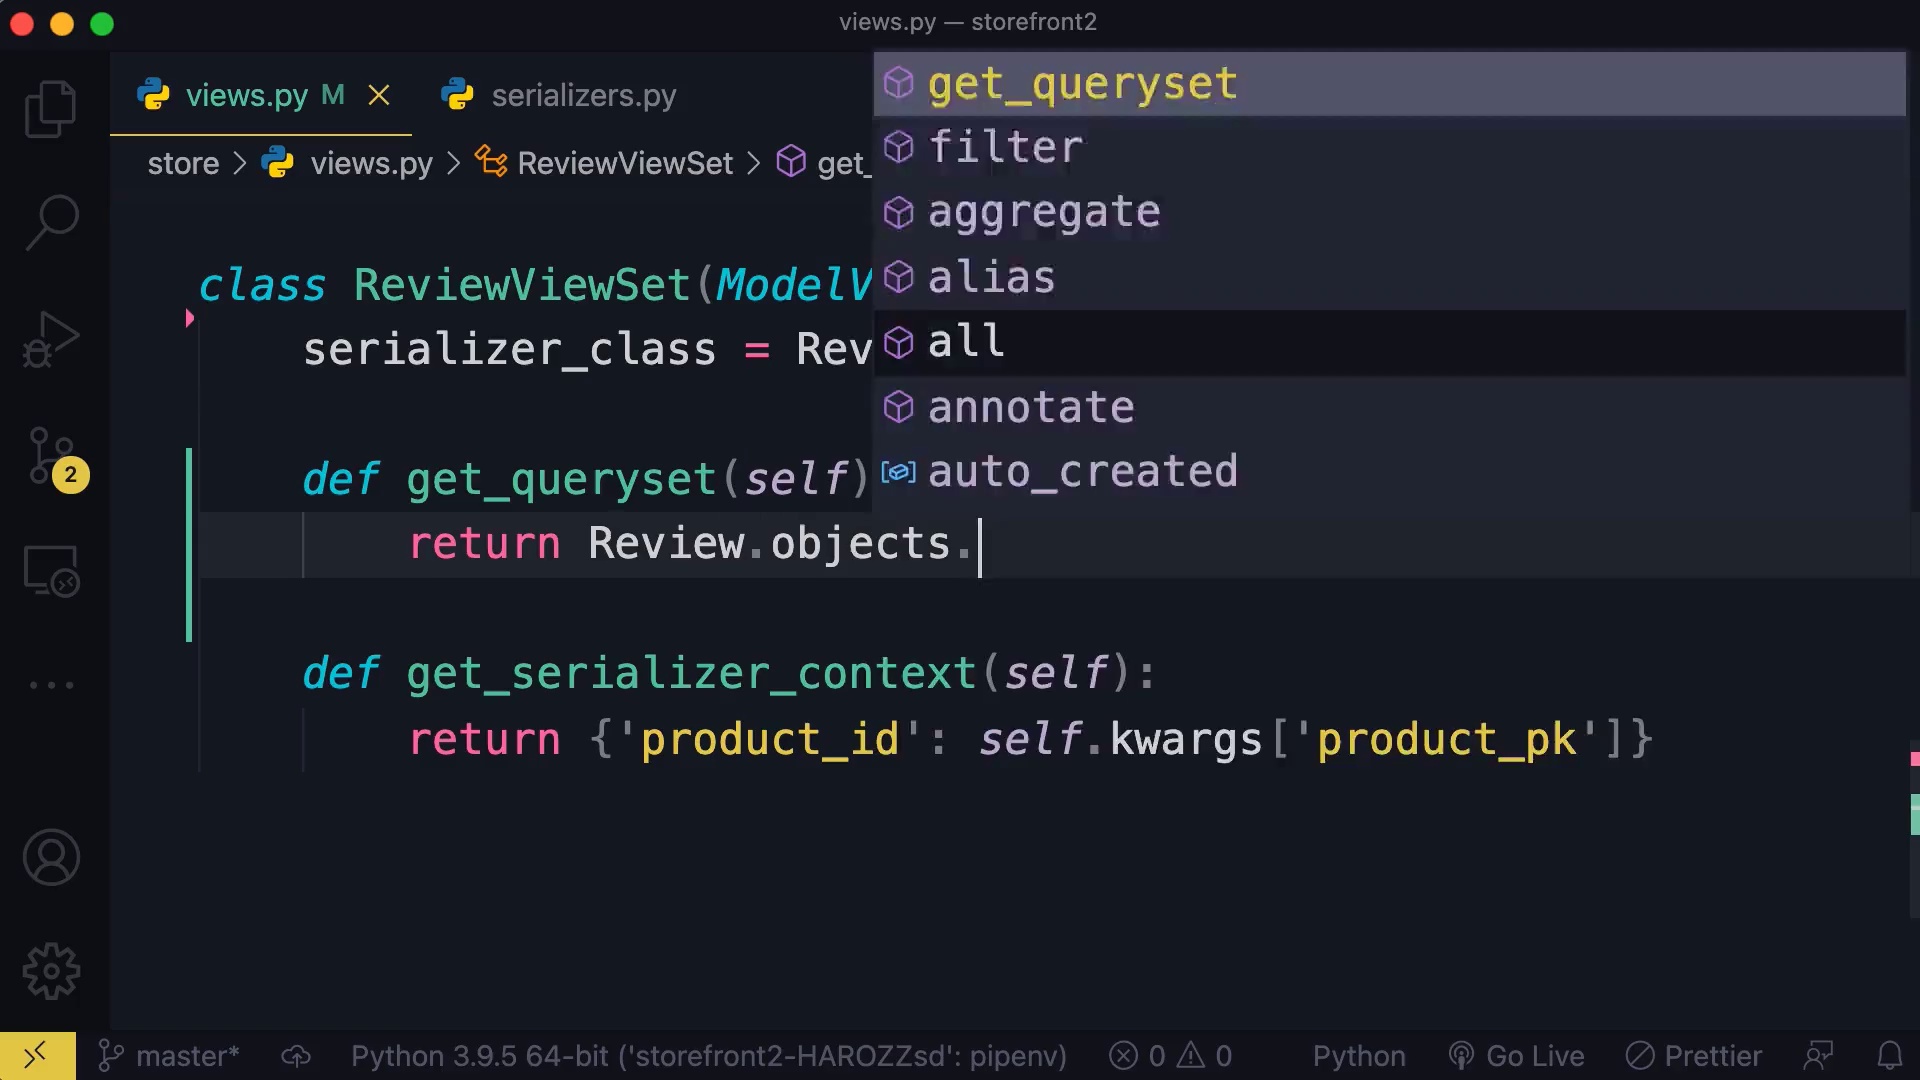 views.py — storefront2
views.py M
serializers.py
store > views.py > ReviewViewSet > get_
get_queryset
filter
aggregate
alias
all
annotate
auto_created
class ReviewViewSet(ModelV
serializer_class = Rev
def get_queryset(self)
return Review.objects.
def get_serializer_context(self):
return {'product_id': self.kwargs['product_pk']}
2
master* Python 3.9.5 64-bit ('storefront2-HAROZZsd': pipenv) 0 0 Python Go Live Prettier